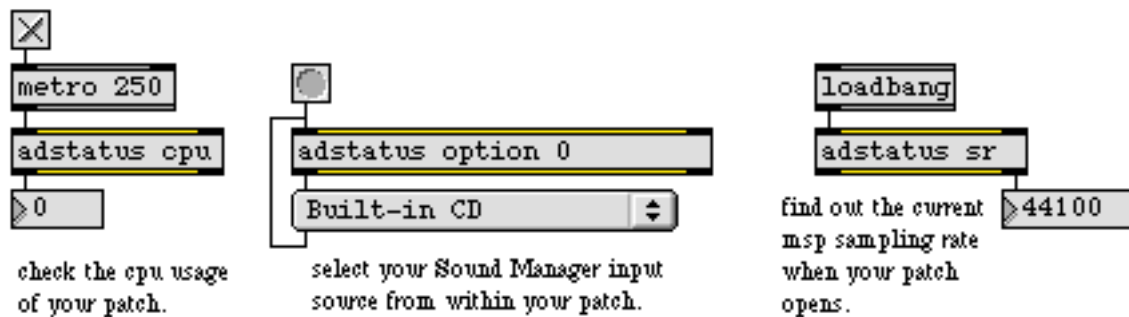 metro 250
adstatus cpu
0
check the cpu usage
of your patch.
adstatus option 0
Built-in CD
select your Sound Manager input
source from within your patch.
loadbang
adstatus sr
44100
find out the current
msp sampling rate
when your patch
opens.